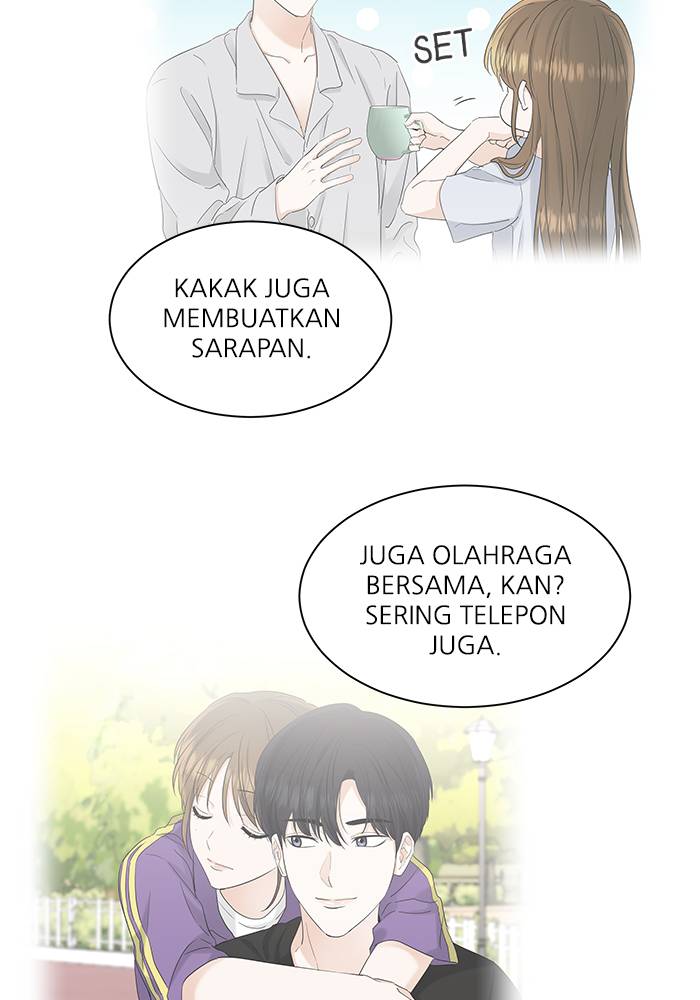 SET
KAKAK JUGA
MEMBUATKAN
SARAPAN.
JUGA OLAHRAGA
BERSAMA, KAN?
SERING TELEPON
JUGA.